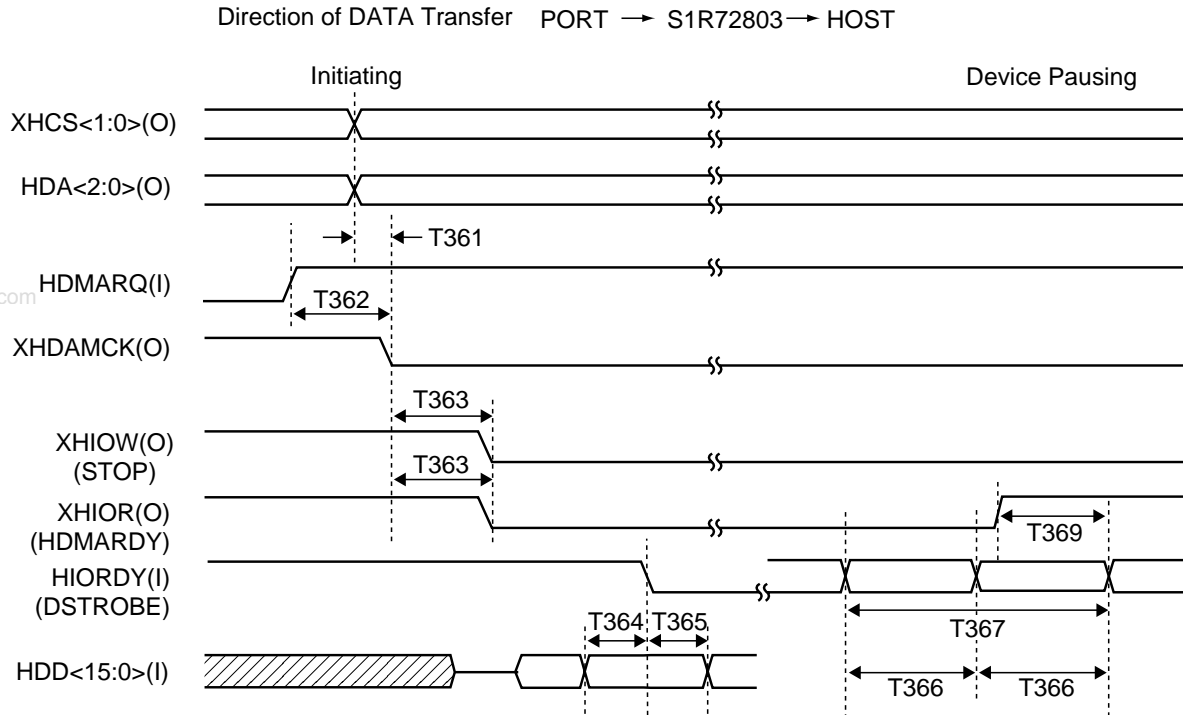 Direction of DATA Transfer PORT → S1R72803 → HOST
Initiating
Device Pausing
XHCS<1:0>(O)
HDA<2:0>(O)
T361
HDMARQ(I)
com
T362
XHDAMCK(O)
T363
XHIOW(O)
(STOP)
T363
XHIOR(O)
(HDMARDY)
T369
HIORDY(I)
(DSTROBE)
T364
T365
T367
HDD<15:0>(I)
T366
T366